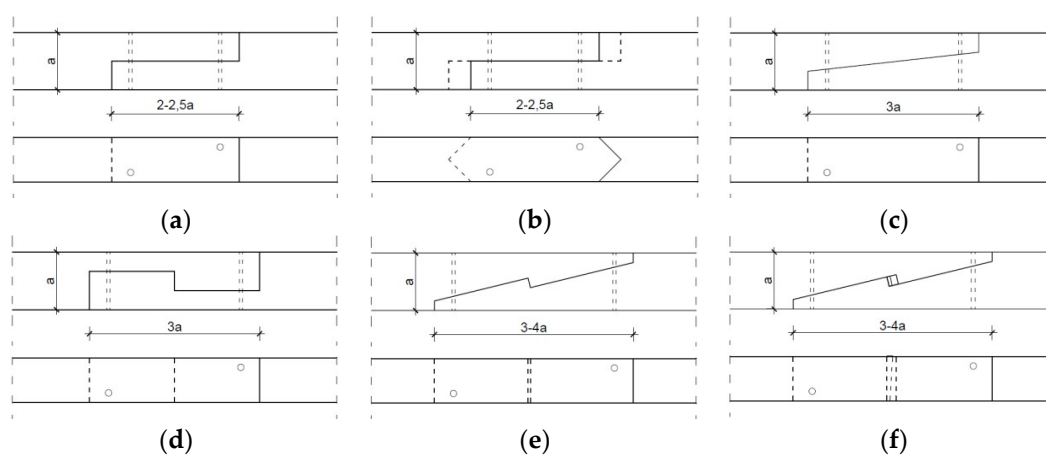 a a a
2-2,5a 2-2,5a 3a
(a) (b) (c)
a a a
3a 3-4a 3-4a
(d) (e) (f)